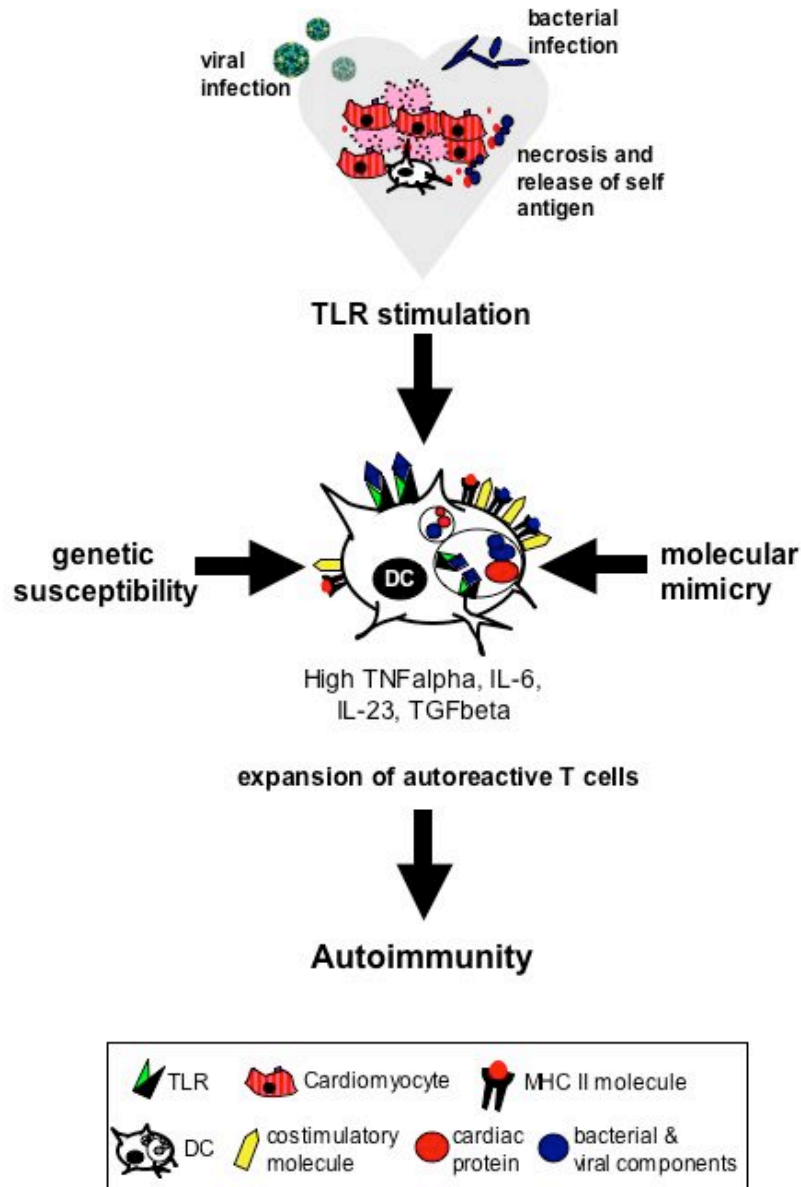 bacterial
infection
viral
infection
necrosis and
release of self
antigen
TLR stimulation
genetic
susceptibility
DC
molecular
mimicry
High TNFalpha, IL-6,
IL-23, TGFbeta
expansion of autoreactive T cells
Autoimmunity
TLR
Cardiomyocyte
MHC II molecule
DC
costimulatory
molecule
cardiac
protein
bacterial &
viral components